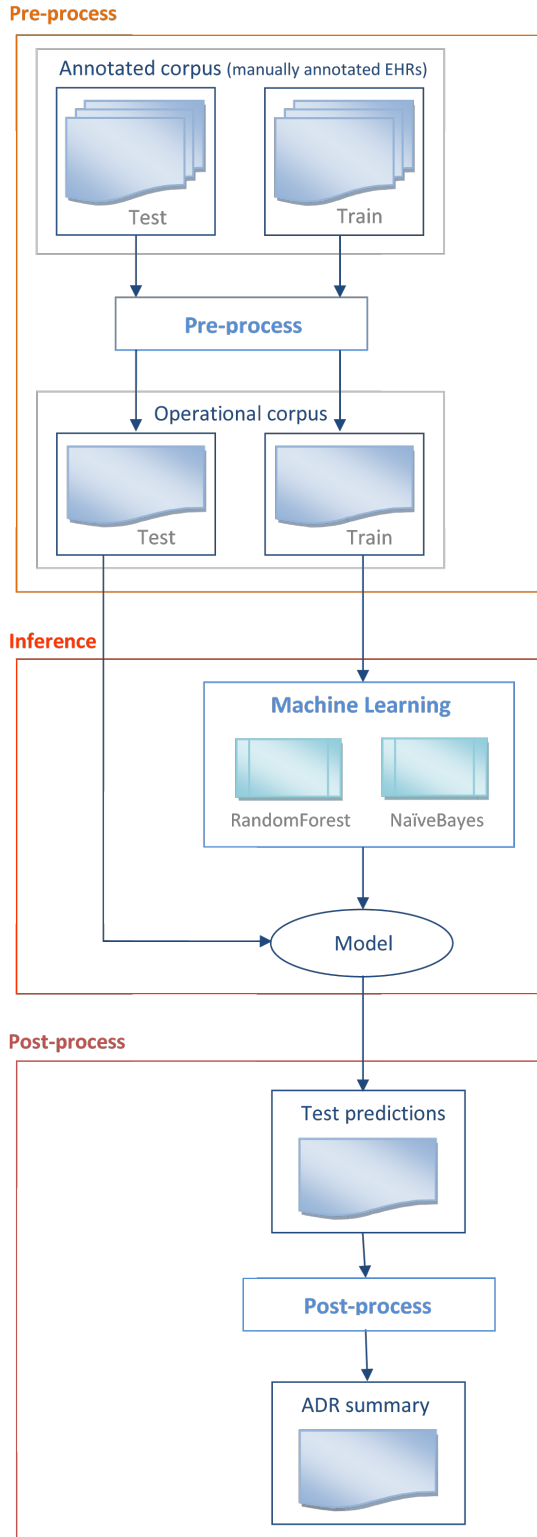 Pre-process
Annotated corpus (manually annotated EHRs)
Test
Train
Pre-process
Operational corpus
Test
Train
Inference
Machine Learning
RandomForest
NaïveBayes
Model
Post-process
Test predictions
Post-process
ADR summary